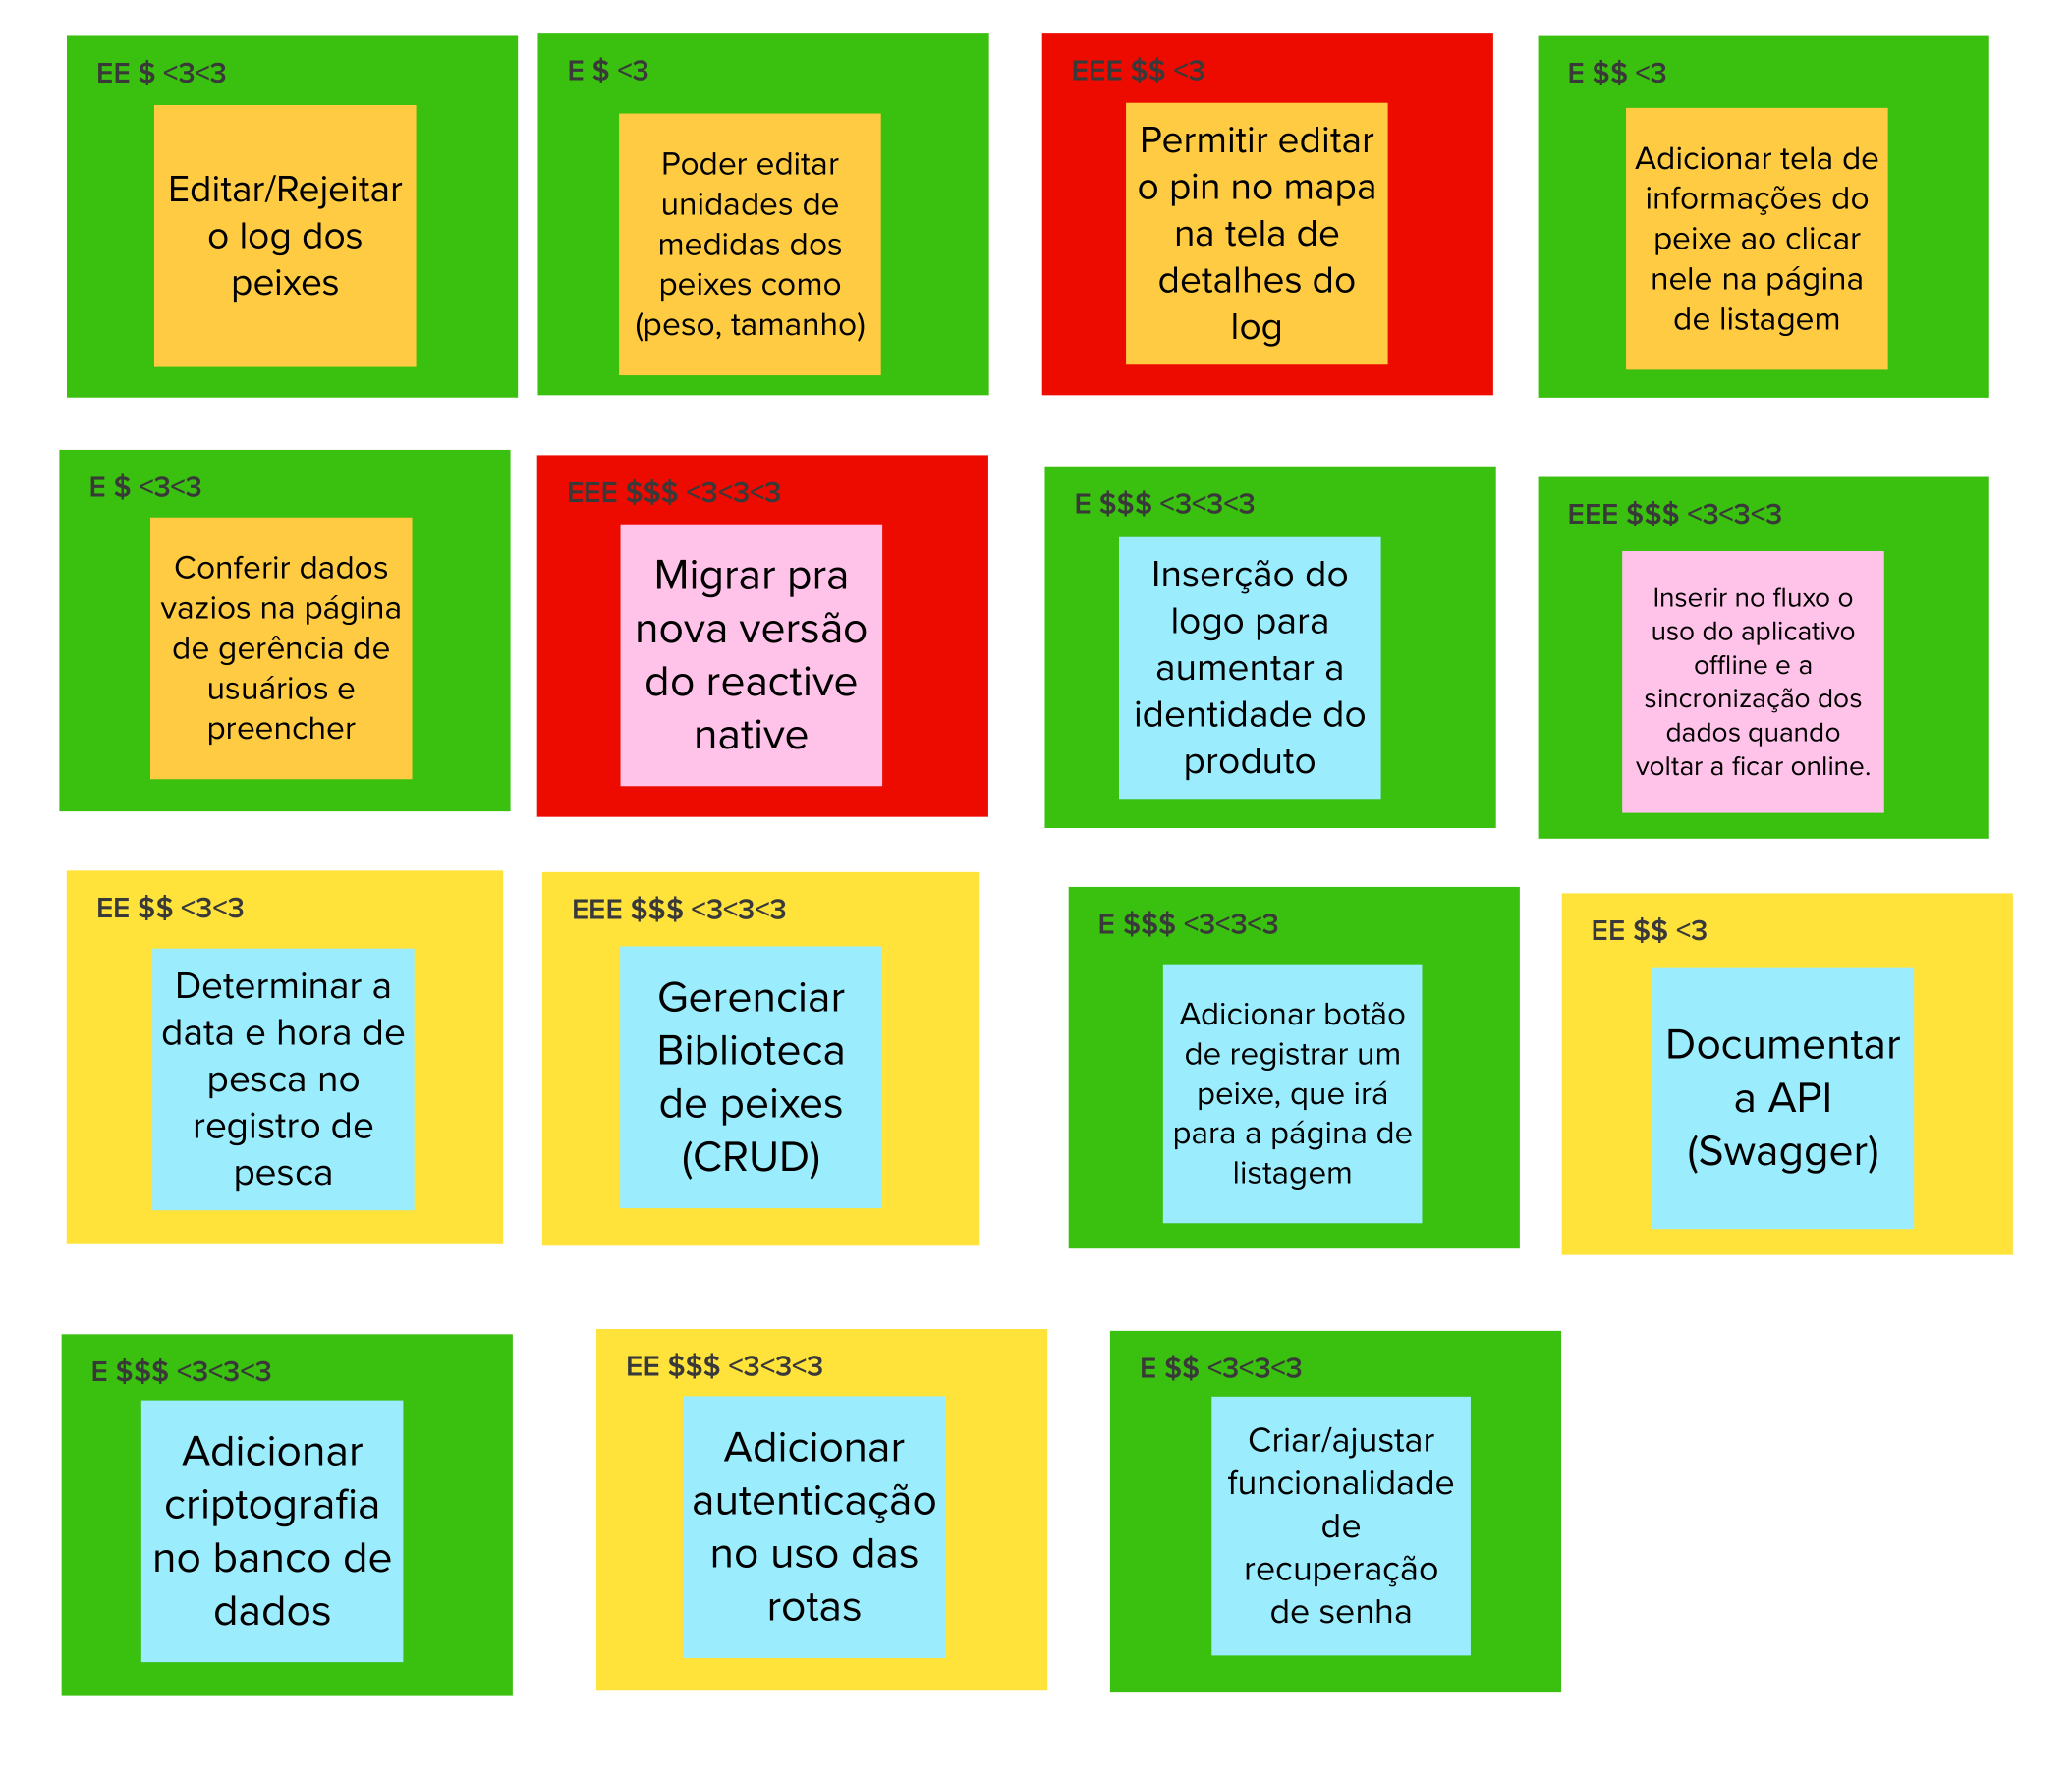 EE $ <3<3
Editar/Rejeitar
o log dos
peixes
E $ <3
Poder editar
unidades de
medidas dos
peixes como
(peso, tamanho)
EEE $$ <3
Permitir editar
o pin no mapa
na tela de
detalhes do
log
E $$ <3
Adicionar tela de
informações do
peixe ao clicar
nele na página
de listagem
E $ <3<3
Conferir dados
vazios na página
de gerência de
usuários e
preencher
EEE $$$ <3<3<3
Migrar pra
nova versão
do reactive
native
E $$$ <3<3<3
Inserção do
logo para
aumentar a
identidade do
produto
EEE $$$ <3<3<3
Inserir no fluxo o
uso do aplicativo
offline e a
sincronização dos
dados quando
voltar a ficar online.
EE $$ <3<3
Determinar a
data e hora de
pesca no
registro de
pesca
EEE $$$ <3<3<3
Gerenciar
Biblioteca
de peixes
(CRUD)
E $$$ <3<3<3
Adicionar botão
de registrar um
peixe, que irá
para a página de
listagem
EE $$ <3
Documentar
a API
(Swagger)
E $$$ <3<3<3
Adicionar
criptografia
no banco de
dados
EE $$$ <3<3<3
Adicionar
autenticação
no uso das
rotas
E $$ <3<3<3
Criar/ajustar
funcionalidade
de
recuperação
de senha